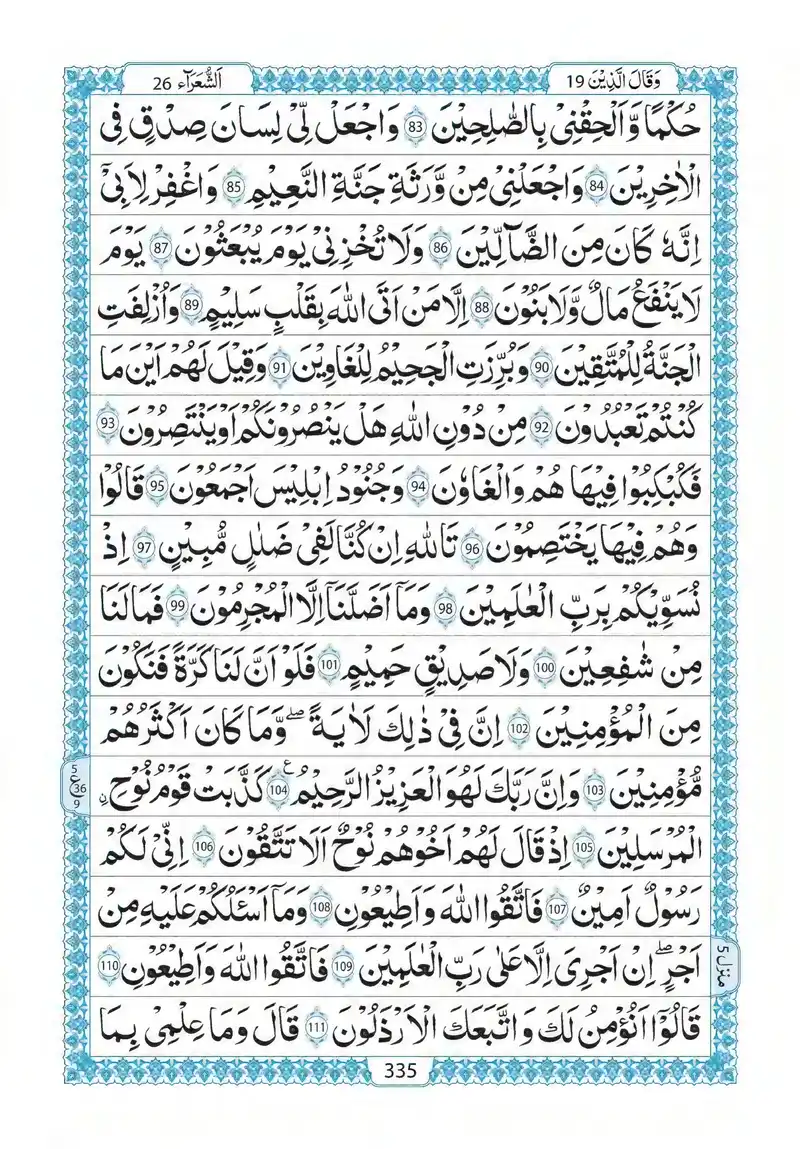 وَقَالَ الَّذِيْنَ 19
اَلشُّعَرَآء 26
حُكْمًا وَّاَلْحِقْنِيْ بِالصّٰلِحِيْنَ 83 وَاجْعَلْ لِّيْ لِسَانَ صِدْقٍ فِي
الْاٰخِرِيْنَ 84 وَاجْعَلْنِيْ مِنْ وَّرَثَةِ جَنَّةِ النَّعِيْمِ 85 وَاغْفِرْ لِاَبِيْٓ
اِنَّهٗ كَانَ مِنَ الضَّآلِّيْنَ 86 وَلَا تُخْزِنِيْ يَوْمَ يُبْعَثُوْنَ 87 يَوْمَ
لَا يَنْفَعُ مَالٌ وَّلَا بَنُوْنَ 88 اِلَّا مَنْ اَتَى اللّٰهَ بِقَلْبٍ سَلِيْمٍ 89 وَاُزْلِفَتِ
الْجَنَّةُ لِلْمُتَّقِيْنَ 90 وَبُرِّزَتِ الْجَحِيْمُ لِلْغَاوِيْنَ 91 وَقِيْلَ لَهُمْ اَيْنَ مَا
كُنْتُمْ تَعْبُدُوْنَ 92 مِنْ دُوْنِ اللّٰهِ هَلْ يَنْصُرُوْنَكُمْ اَوْ يَنْتَصِرُوْنَ 93
فَكُبْكِبُوْا فِيْهَا هُمْ وَالْغَاوٗنَ 94 وَجُنُوْدُ اِبْلِيْسَ اَجْمَعُوْنَ 95 قَالُوْا
وَهُمْ فِيْهَا يَخْتَصِمُوْنَ 96 تَاللّٰهِ اِنْ كُنَّا لَفِيْ ضَلٰلٍ مُّبِيْنٍ 97 اِذْ
نُسَوِّيْكُمْ بِرَبِّ الْعٰلَمِيْنَ 98 وَمَآ اَضَلَّنَآ اِلَّا الْمُجْرِمُوْنَ 99 فَمَا لَنَا
مِنْ شٰفِعِيْنَ 100 وَلَا صَدِيْقٍ حَمِيْمٍ 101 فَلَوْ اَنَّ لَنَا كَرَّةً فَنَكُوْنَ
مِنَ الْمُؤْمِنِيْنَ 102 اِنَّ فِيْ ذٰلِكَ لَاٰيَةً ۖ وَّمَا كَانَ اَكْثَرُهُمْ
مُّؤْمِنِيْنَ 103 وَاِنَّ رَبَّكَ لَهُوَ الْعَزِيْزُ الرَّحِيْمُ 104 ع كَذَّبَتْ قَوْمُ نُوْحِ ࣙ
5 ع 36 9
الْمُرْسَلِيْنَ 105 اِذْ قَالَ لَهُمْ اَخُوْهُمْ نُوْحٌ اَلَا تَتَّقُوْنَ 106 اِنِّيْ لَكُمْ
رَسُوْلٌ اَمِيْنٌ 107 فَاتَّقُوا اللّٰهَ وَاَطِيْعُوْنِ 108 وَمَآ اَسْـَٔلُكُمْ عَلَيْهِ مِنْ
اَجْرٍ ۖ اِنْ اَجْرِيَ اِلَّا عَلٰى رَبِّ الْعٰلَمِيْنَ 109 فَاتَّقُوا اللّٰهَ وَاَطِيْعُوْنِ 110
منزل 5
قَالُوْٓا اَنُؤْمِنُ لَكَ وَاتَّبَعَكَ الْاَرْذَلُوْنَ 111 قَالَ وَمَا عِلْمِيْ بِمَا
335